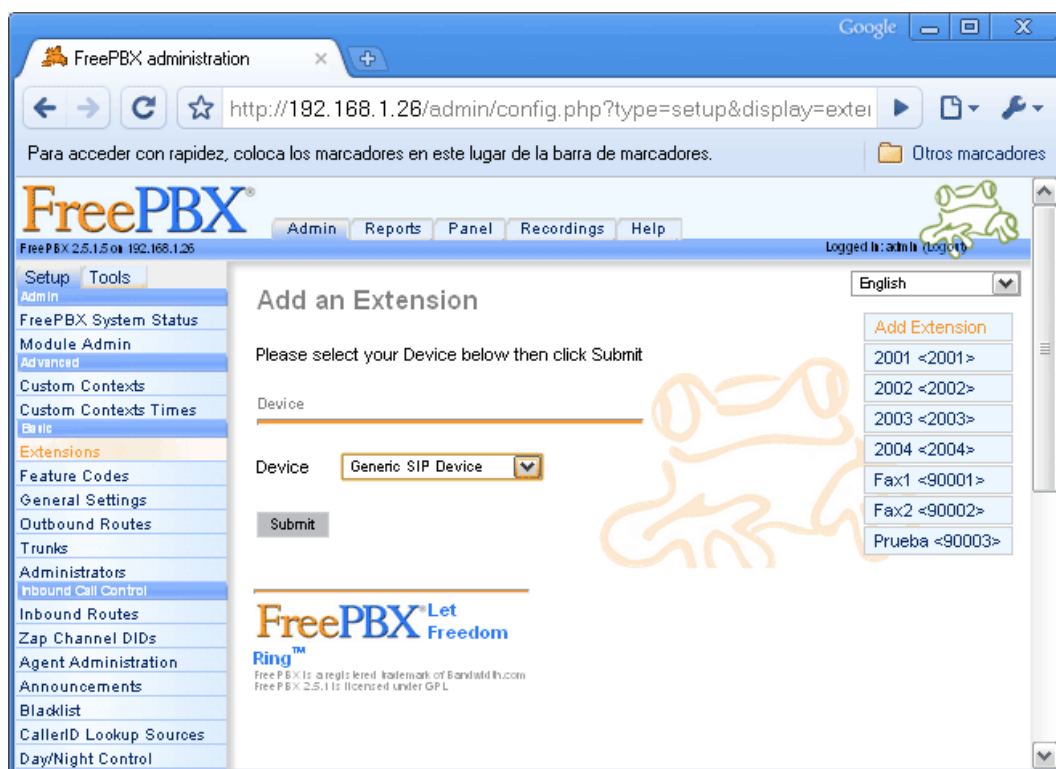 Google
FreePBX administration
http://192.168.1.26/admin/config.php?type=setup&display=exter
Para acceder con rapidez, coloca los marcadores en este lugar de la barra de marcadores.
Otros marcadores
FreePBX®
Admin
Reports
Panel
Recordings
Help
FreePBX 2.5.1.5 on 192.168.1.26
Logged in: admin (Logout)
Setup
Tools
Admin
FreePBX System Status
Module Admin
Advanced
Custom Contexts
Custom Contexts Times
Basic
Extensions
Feature Codes
General Settings
Outbound Routes
Trunks
Administrators
Inbound Call Control
Inbound Routes
Zap Channel DIDs
Agent Administration
Announcements
Blacklist
CallerID Lookup Sources
Day/Night Control
Add an Extension
Please select your Device below then click Submit
Device
Device
Generic SIP Device
Submit
FreePBX® Let Freedom
Ring™
FreePBX is a registered trademark of Bandwidth.com
FreePBX 2.5.1 is licensed under GPL
English
Add Extension
2001 <2001>
2002 <2002>
2003 <2003>
2004 <2004>
Fax1 <90001>
Fax2 <90002>
Prueba <90003>